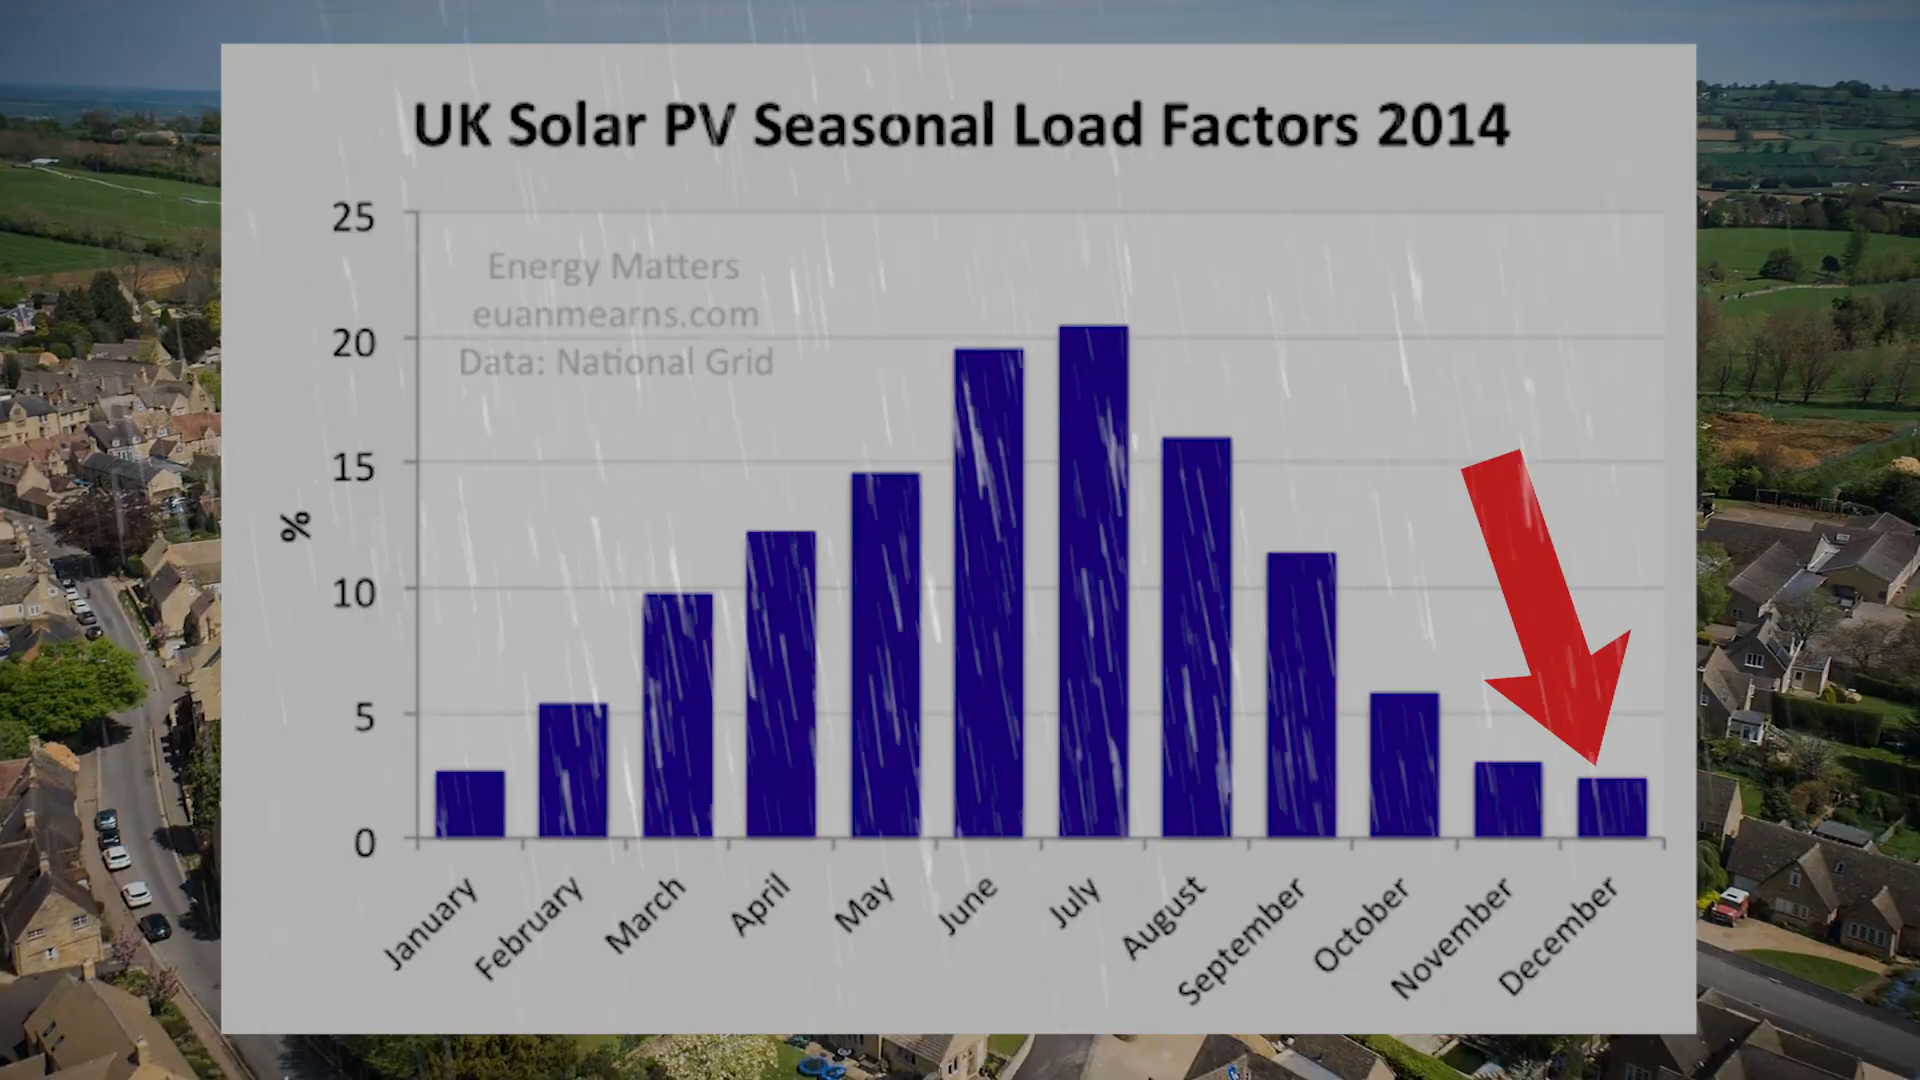 UK Solar PV Seasonal Load Factors 2014
25
Energy Matters
euanmearns.com
20
Data: National Grid
15
%
10
5
0
January
February
March
April
May
June
July
August
September
October
November
December